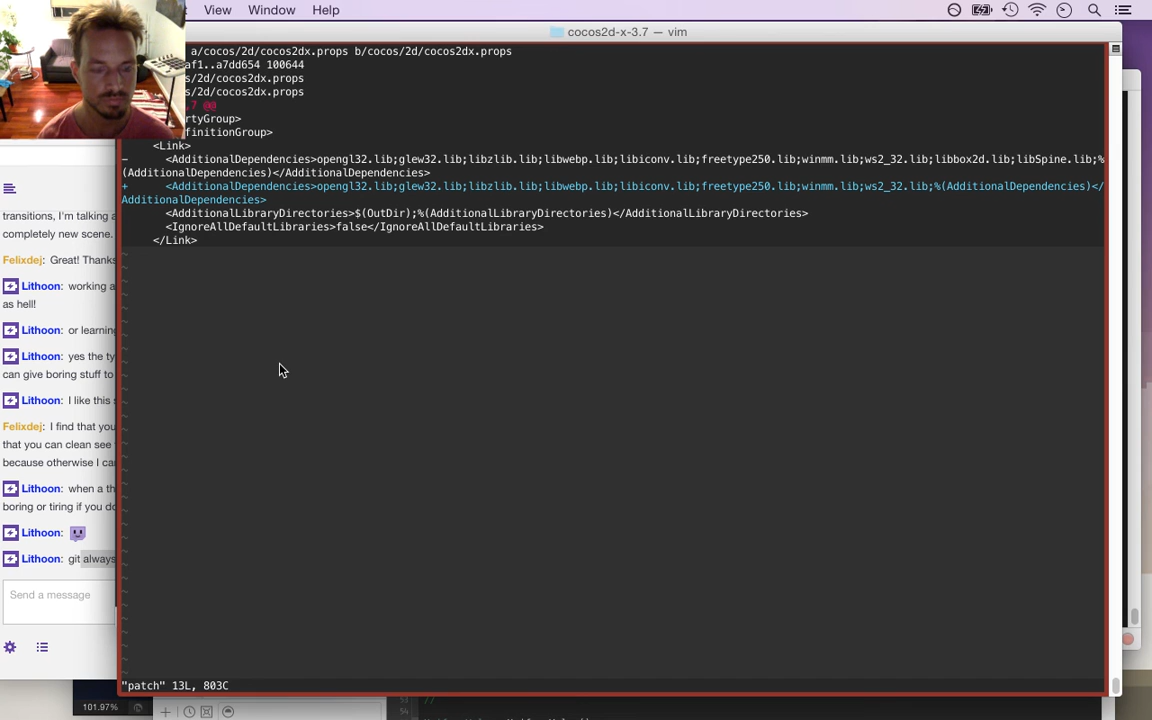 View Window Help
cocos2d-x-3.7 — vim
a/cocos/2d/cocos2dx.props b/cocos/2d/cocos2dx.props
af1..a7dd654 100644
s/2d/cocos2dx.props
s/2d/cocos2dx.props
,7 @@
rtyGroup>
finitionGroup>
<Link>
- <AdditionalDependencies>opengl32.lib;glew32.lib;libzlib.lib;libwebp.lib;libiconv.lib;freetype250.lib;winmm.lib;ws2_32.lib;libbox2d.lib;libSpine.lib;%
(AdditionalDependencies)</AdditionalDependencies>
+ <AdditionalDependencies>opengl32.lib;glew32.lib;libzlib.lib;libwebp.lib;libiconv.lib;freetype250.lib;winmm.lib;ws2_32.lib;%(AdditionalDependencies)</
AdditionalDependencies>
<AdditionalLibraryDirectories>$(OutDir);%(AdditionalLibraryDirectories)</AdditionalLibraryDirectories>
<IgnoreAllDefaultLibraries>false</IgnoreAllDefaultLibraries>
</Link>
"patch" 13L, 803C
transitions, I'm talking a
completely new scene.
Felixdej: Great! Thanks
Lithoon: working a
as hell!
Lithoon: or learning
Lithoon: yes the ty
can give boring stuff to
Lithoon: I like this s
Felixdej: I find that you
that you can clean see
because otherwise I ca
Lithoon: when a th
boring or tiring if you do
Lithoon:
Lithoon: git always
Send a message
101.97%
54